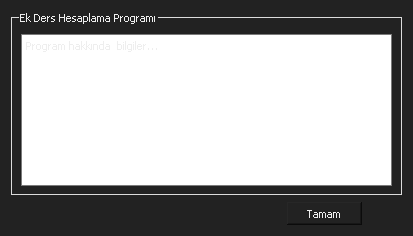 Ek Ders Hesaplama Programı
Program hakkında bilgiler...
Tamam